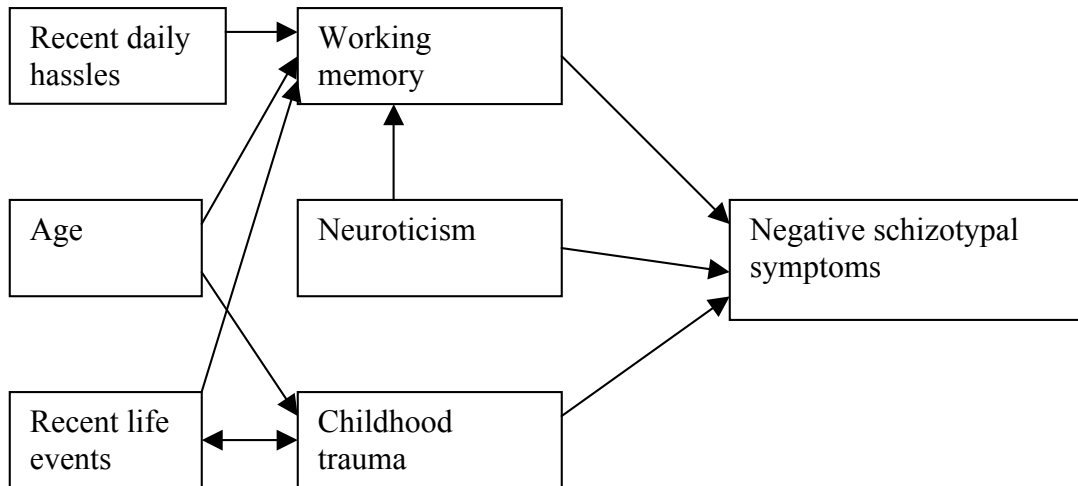 Recent daily
hassles
Working
memory
Age
Neuroticism
Negative schizotypal
symptoms
Recent life
events
Childhood
trauma